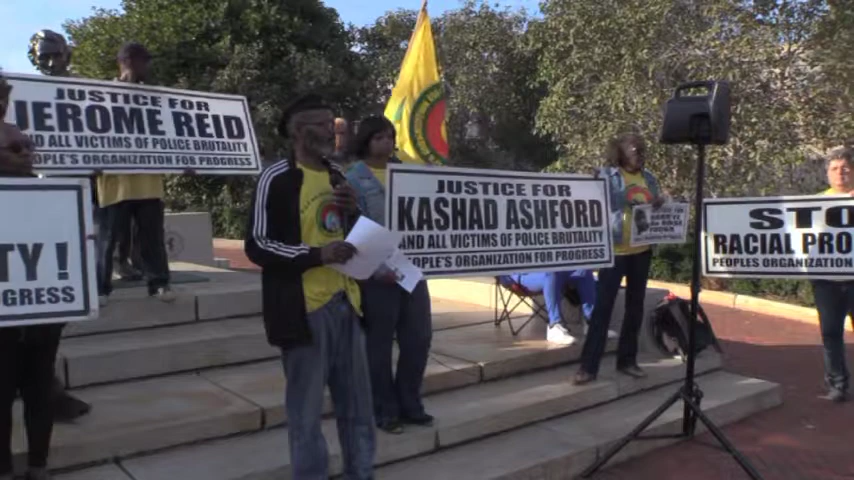 JUSTICE FOR
JEROME REID
AND ALL VICTIMS OF POLICE BRUTALITY
PEOPLE'S ORGANIZATION FOR PROGRESS
TY !
GRESS
JUSTICE FOR
KASHAD ASHFORD
AND ALL VICTIMS OF POLICE BRUTALITY
PEOPLE'S ORGANIZATION FOR PROGRESS
STO
RACIAL PRO
PEOPLES ORGANIZATION